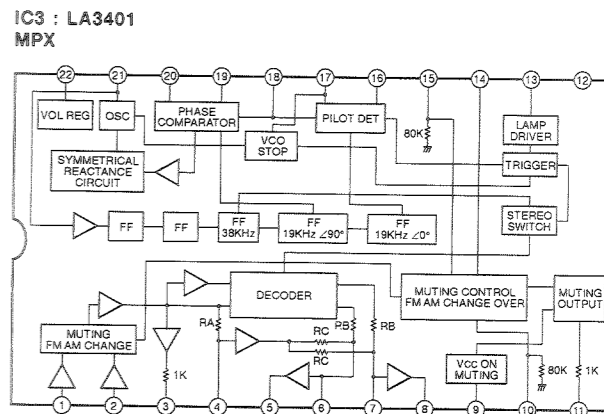 IC3 : LA3401
MPX
22 21 20 19 18 17 16 15 14 13 12
VOL REG
OSC
PHASE
COMPARATOR
PILOT DET
80K
LAMP
DRIVER
VCO
STOP
SYMMETRICAL
REACTANCE
CIRCUIT
TRIGGER
STEREO
SWITCH
FF
FF
FF
38KHz
FF
19KHz ∠90°
FF
19KHz ∠0°
DECODER
MUTING CONTROL
FM AM CHANGE OVER
MUTING
OUTPUT
RA
RB
RB
RC
RC
MUTING
FM AM CHANGE
1K
VCC ON
MUTING
80K
1K
1 2 3 4 5 6 7 8 9 10 11